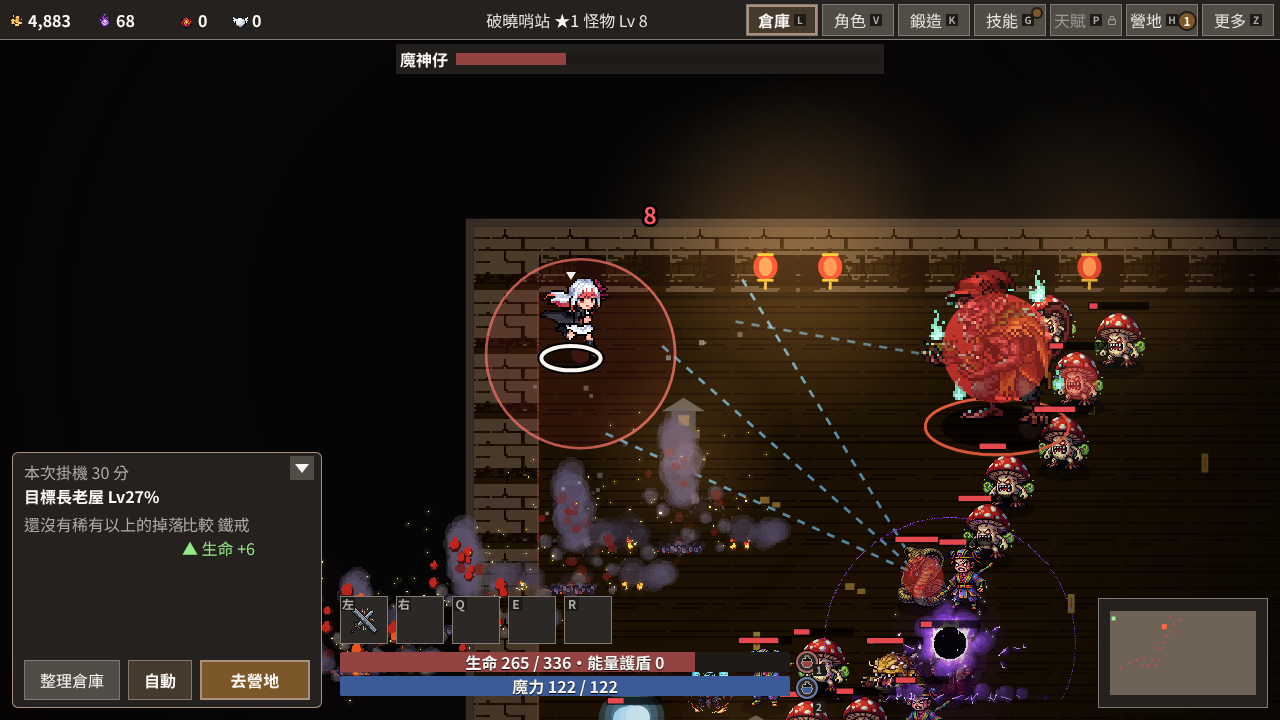 4,883 68 0 0
破曉哨站 ★1 怪物 Lv 8
倉庫 L
角色 V
鍛造 K
技能 G
天賦 P
營地 H 1
更多 Z
魔神仔
8
本次掛機 30 分
目標長老屋 Lv27%
還沒有稀有以上的掉落比較 鐵戒
▲ 生命 +6
整理倉庫
自動
去營地
左
右
Q
E
R
生命 265 / 336・能量護盾 0
魔力 122 / 122
2